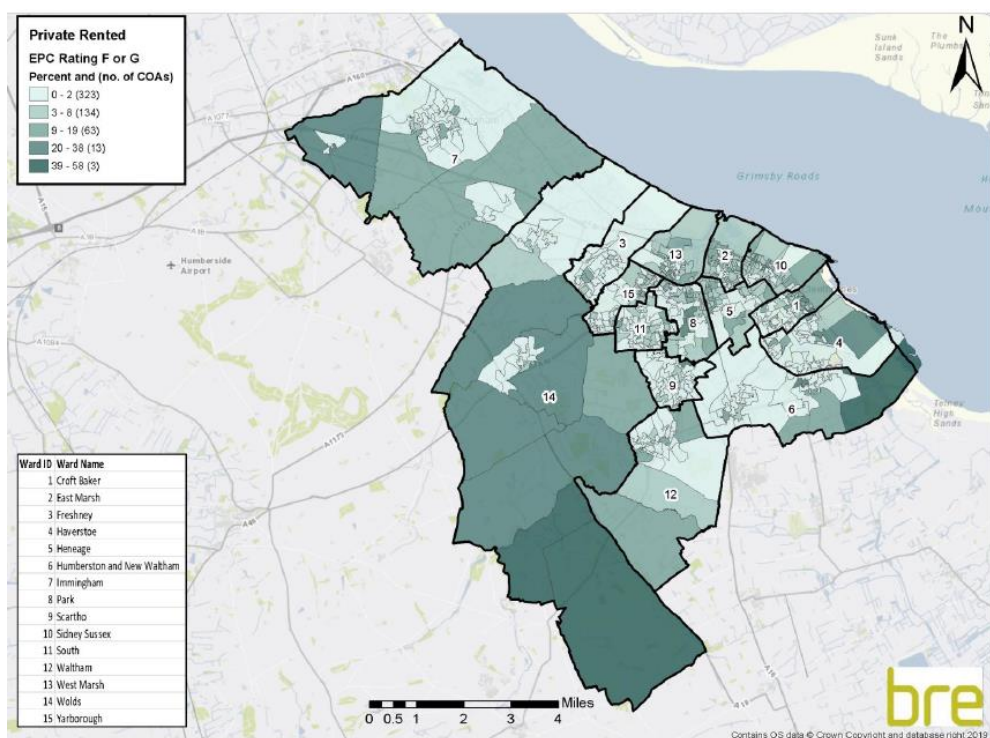 Private Rented
EPC Rating F or G
Percent and (no. of COAs)
0 - 2 (323)
3 - 8 (134)
9 - 19 (63)
20 - 38 (13)
39 - 58 (3)
N
Sunk
Island
Sands
The
Grimsby Roads
Humberside
Airport
Tetney
High
Sands
7
3
13
2
10
15
1
5
11
8
4
9
14
6
12
Ward ID Ward Name
1 Croft Baker
2 East Marsh
3 Freshney
4 Haverstoe
5 Heneage
6 Humberston and New Waltham
7 Immingham
8 Park
9 Scartho
10 Sidney Sussex
11 South
12 Waltham
13 West Marsh
14 Wolds
15 Yarborough
Miles
0 0.5 1 2 3 4
bre
Contains OS data © Crown Copyright and database right 2019